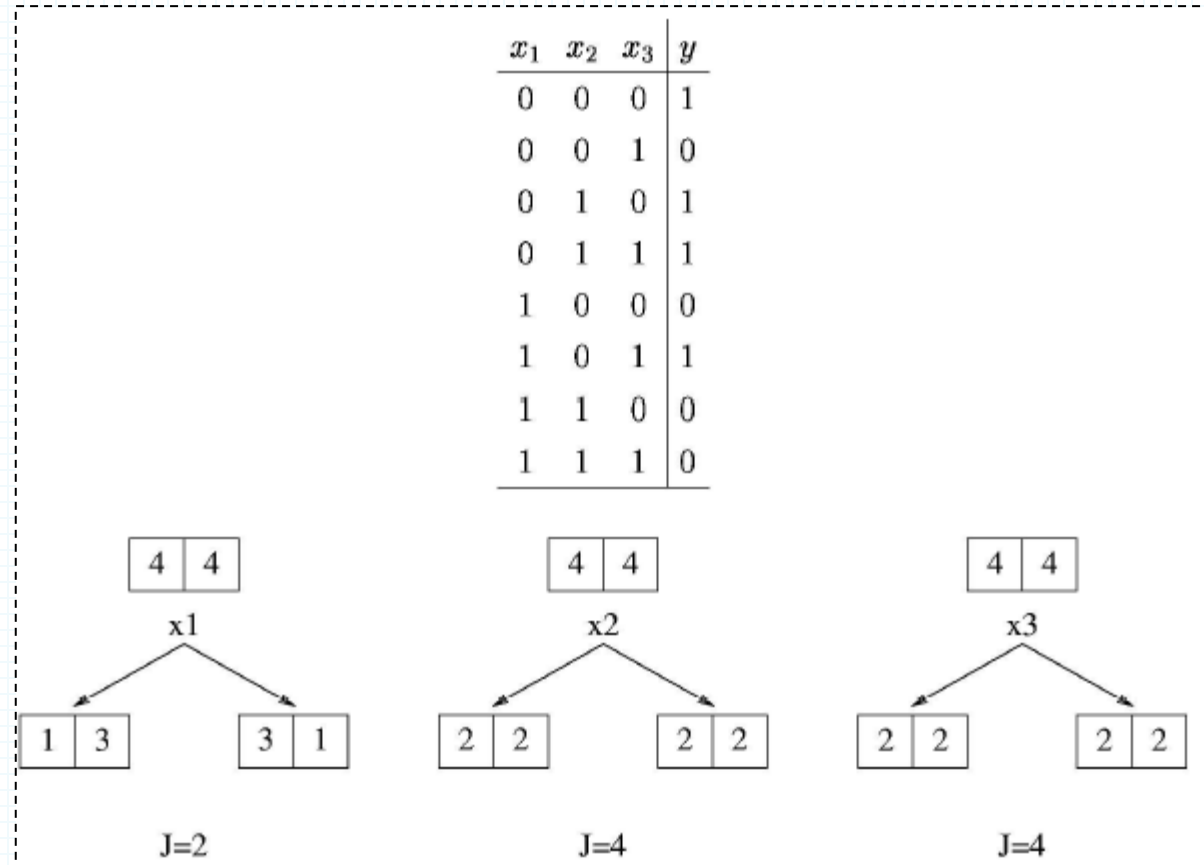 x₁ x₂ x₃ y
0 0 0 1
0 0 1 0
0 1 0 1
0 1 1 1
1 0 0 0
1 0 1 1
1 1 0 0
1 1 1 0
4 4 4 4 4 4
x1 x2 x3
1 3 3 1 2 2 2 2 2 2 2 2
J=2 J=4 J=4